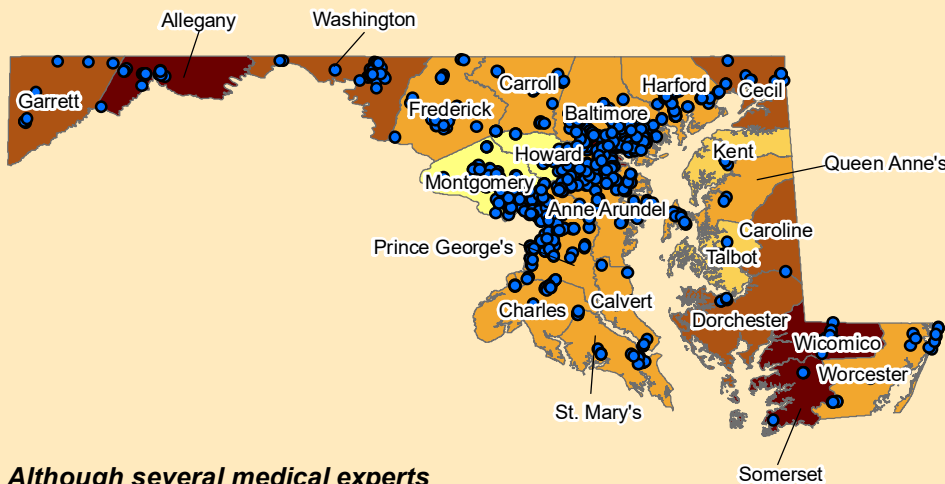 Allegany
Washington
Garrett
Carroll
Harford
Cecil
Frederick
Baltimore
Howard
Kent
Queen Anne's
Montgomery
Anne Arundel
Caroline
Prince George's
Talbot
Charles
Calvert
Dorchester
Wicomico
Worcester
St. Mary's
Somerset
Although several medical experts